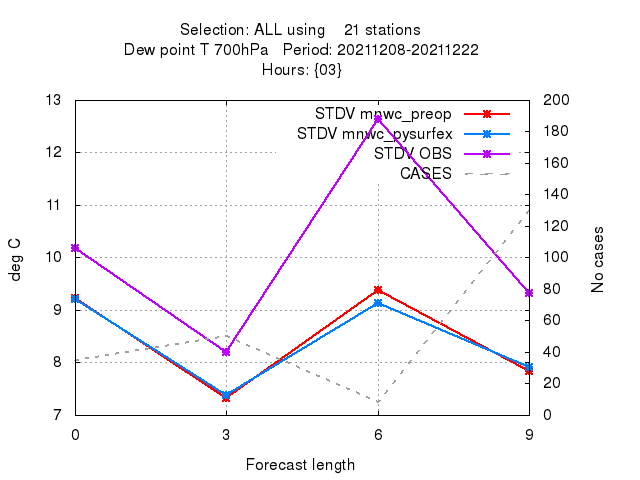 Selection: ALL using    21 stations
Dew point T 700hPa   Period: 20211208-20211222
Hours: {03}
STDV mnwc_preop
STDV mnwc_pysurfex
STDV OBS
CASES
13
12
11
10
9
8
7
200
180
160
140
120
100
80
60
40
20
0
deg C
No cases
0
3
6
9
Forecast length